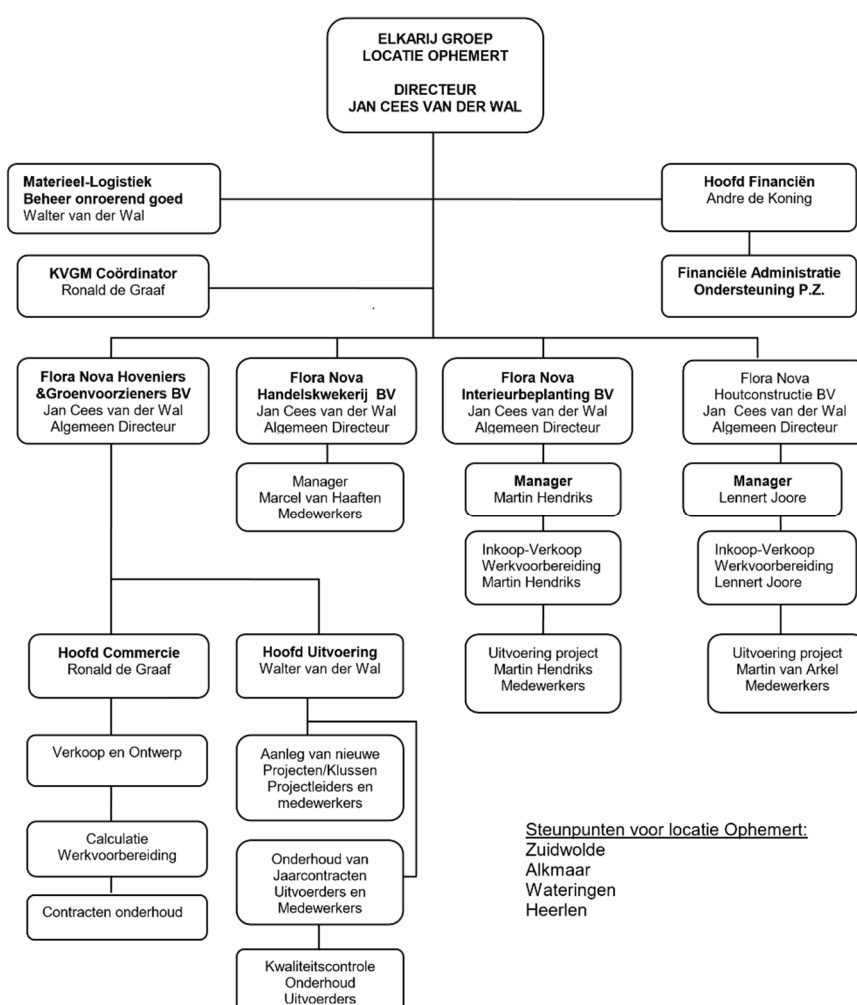 ELKARIJ GROEP
LOCATIE OPHEMERT
DIRECTEUR
JAN CEES VAN DER WAL
Materieel-Logistiek
Beheer onroerend goed
Walter van der Wal
Hoofd Financiën
Andre de Koning
KVGM Coördinator
Ronald de Graaf
Financiële Administratie
Ondersteuning P.Z.
Flora Nova Hoveniers
&Groenvoorzieners BV
Jan Cees van der Wal
Algemeen Directeur
Flora Nova
Handelskwekerij BV
Jan Cees van der Wal
Algemeen Directeur
Flora Nova
Interieurbeplanting BV
Jan Cees van der Wal
Algemeen Directeur
Flora Nova
Houtconstructie BV
Jan Cees van der Wal
Algemeen Directeur
Manager
Marcel van Haaften
Medewerkers
Manager
Martin Hendriks
Manager
Lennert Joore
Inkoop-Verkoop
Werkvoorbereiding
Martin Hendriks
Inkoop-Verkoop
Werkvoorbereiding
Lennert Joore
Hoofd Commercie
Ronald de Graaf
Hoofd Uitvoering
Walter van der Wal
Uitvoering project
Martin Hendriks
Medewerkers
Uitvoering project
Martin van Arkel
Medewerkers
Verkoop en Ontwerp
Aanleg van nieuwe
Projecten/Klussen
Projectleiders en
medewerkers
Calculatie
Werkvoorbereiding
Onderhoud van
Jaarcontracten
Uitvoerders en
Medewerkers
Contracten onderhoud
Kwaliteitscontrole
Onderhoud
Uitvoerders
Steunpunten voor locatie Ophemert:
Zuidwolde
Alkmaar
Wateringen
Heerlen